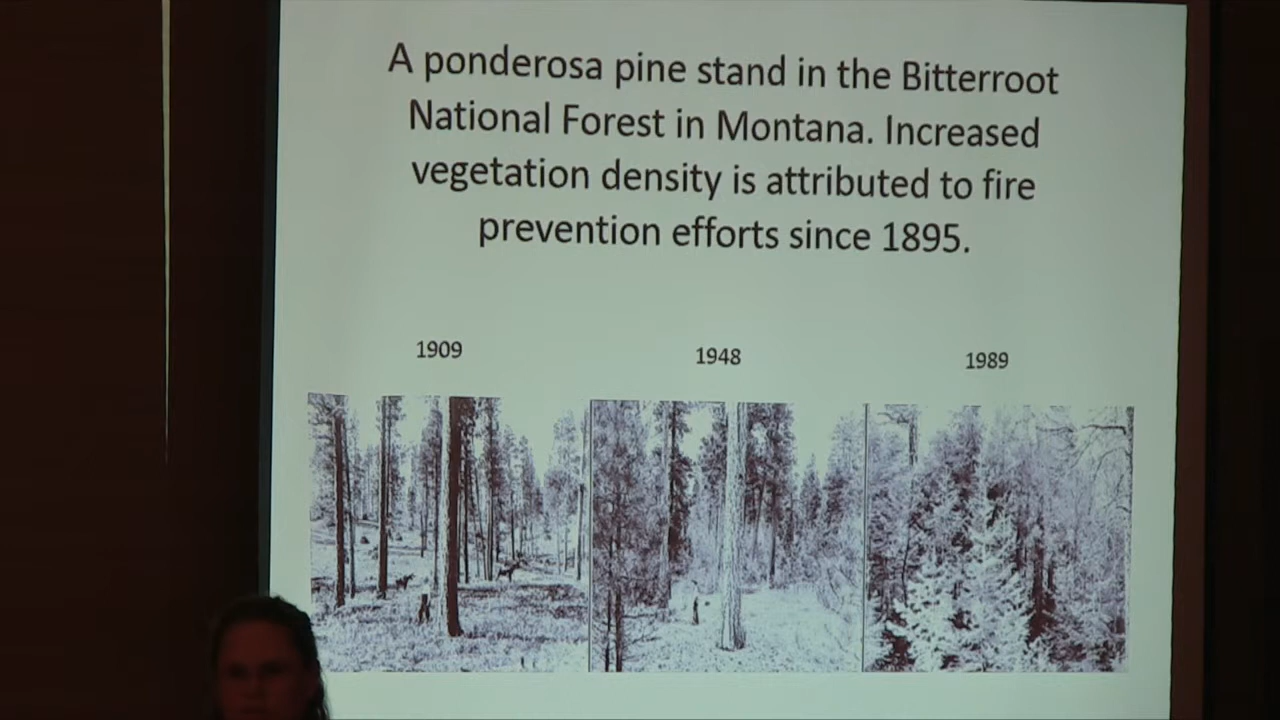 A ponderosa pine stand in the Bitterroot
National Forest in Montana. Increased
vegetation density is attributed to fire
prevention efforts since 1895.
1909
1948
1989